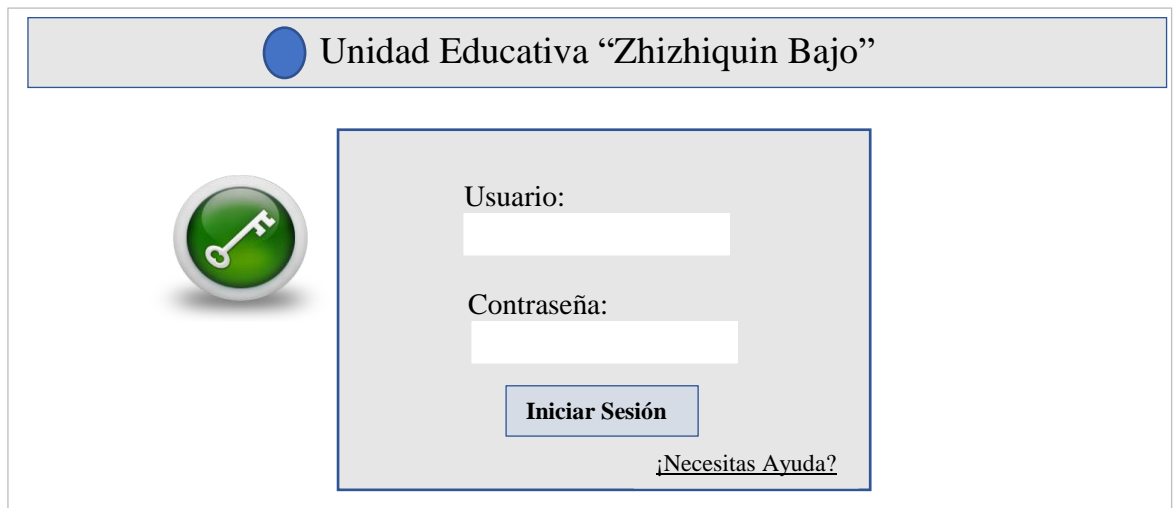 Unidad Educativa “Zhizhiquin Bajo”
Usuario:
Contraseña:
Iniciar Sesión
¡Necesitas Ayuda?